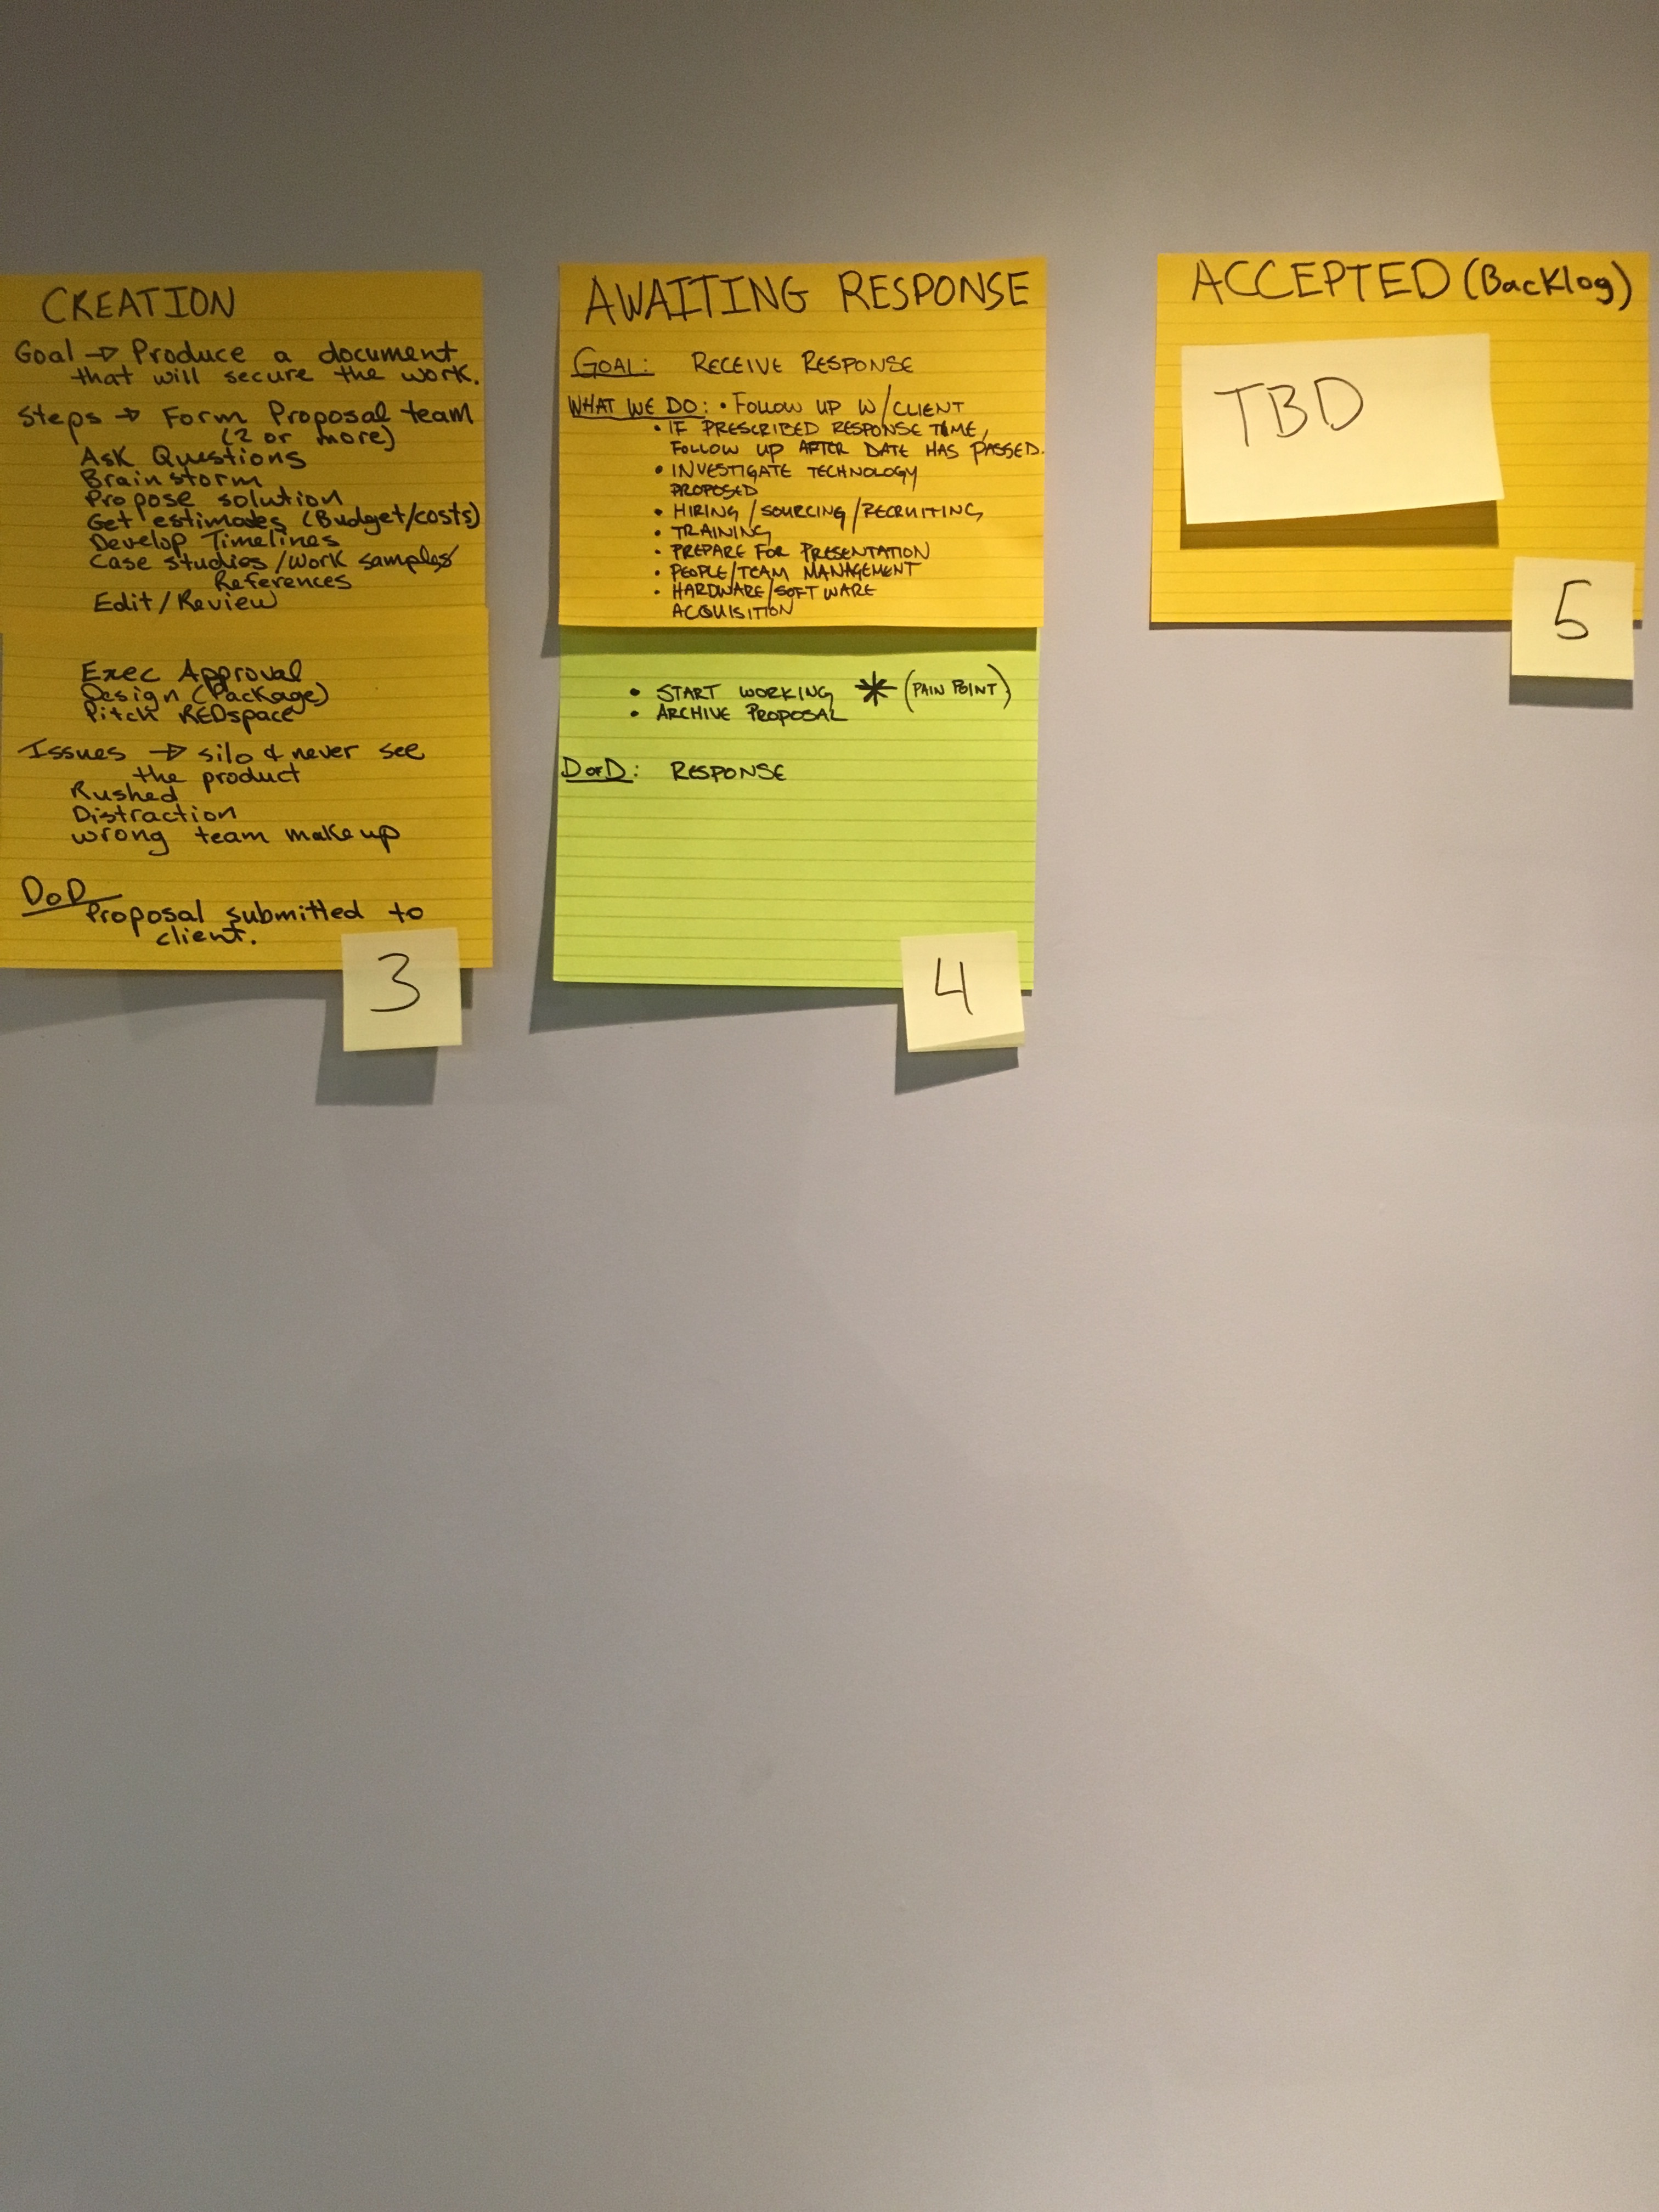 CREATION
Goal → Produce a document
that will secure the work.
Steps → Form Proposal team
(2 or more)
Ask Questions
Brainstorm
Propose solution
Get estimates (Budget/costs)
Develop Timelines
Case studies/work samples/
References
Edit/Review
Exec Approval
Design (Package)
Pitch REDspace
Issues → silo & never see
the product
Rushed
Distraction
wrong team makeup
DoD
Proposal submitted to
client.
3
AWAITING RESPONSE
GOAL: RECEIVE RESPONSE
WHAT WE DO: • FOLLOW UP W/CLIENT
• IF PRESCRIBED RESPONSE TIME,
FOLLOW UP AFTER DATE HAS PASSED.
• INVESTIGATE TECHNOLOGY
PROPOSED
• HIRING/SOURCING/RECRUITING
• TRAINING
• PREPARE FOR PRESENTATION
• PEOPLE/TEAM MANAGEMENT
• HARDWARE/SOFTWARE
ACQUISITION
• START WORKING * (PAIN POINT)
• ARCHIVE PROPOSAL
DofD: RESPONSE
4
ACCEPTED (Backlog)
TBD
5